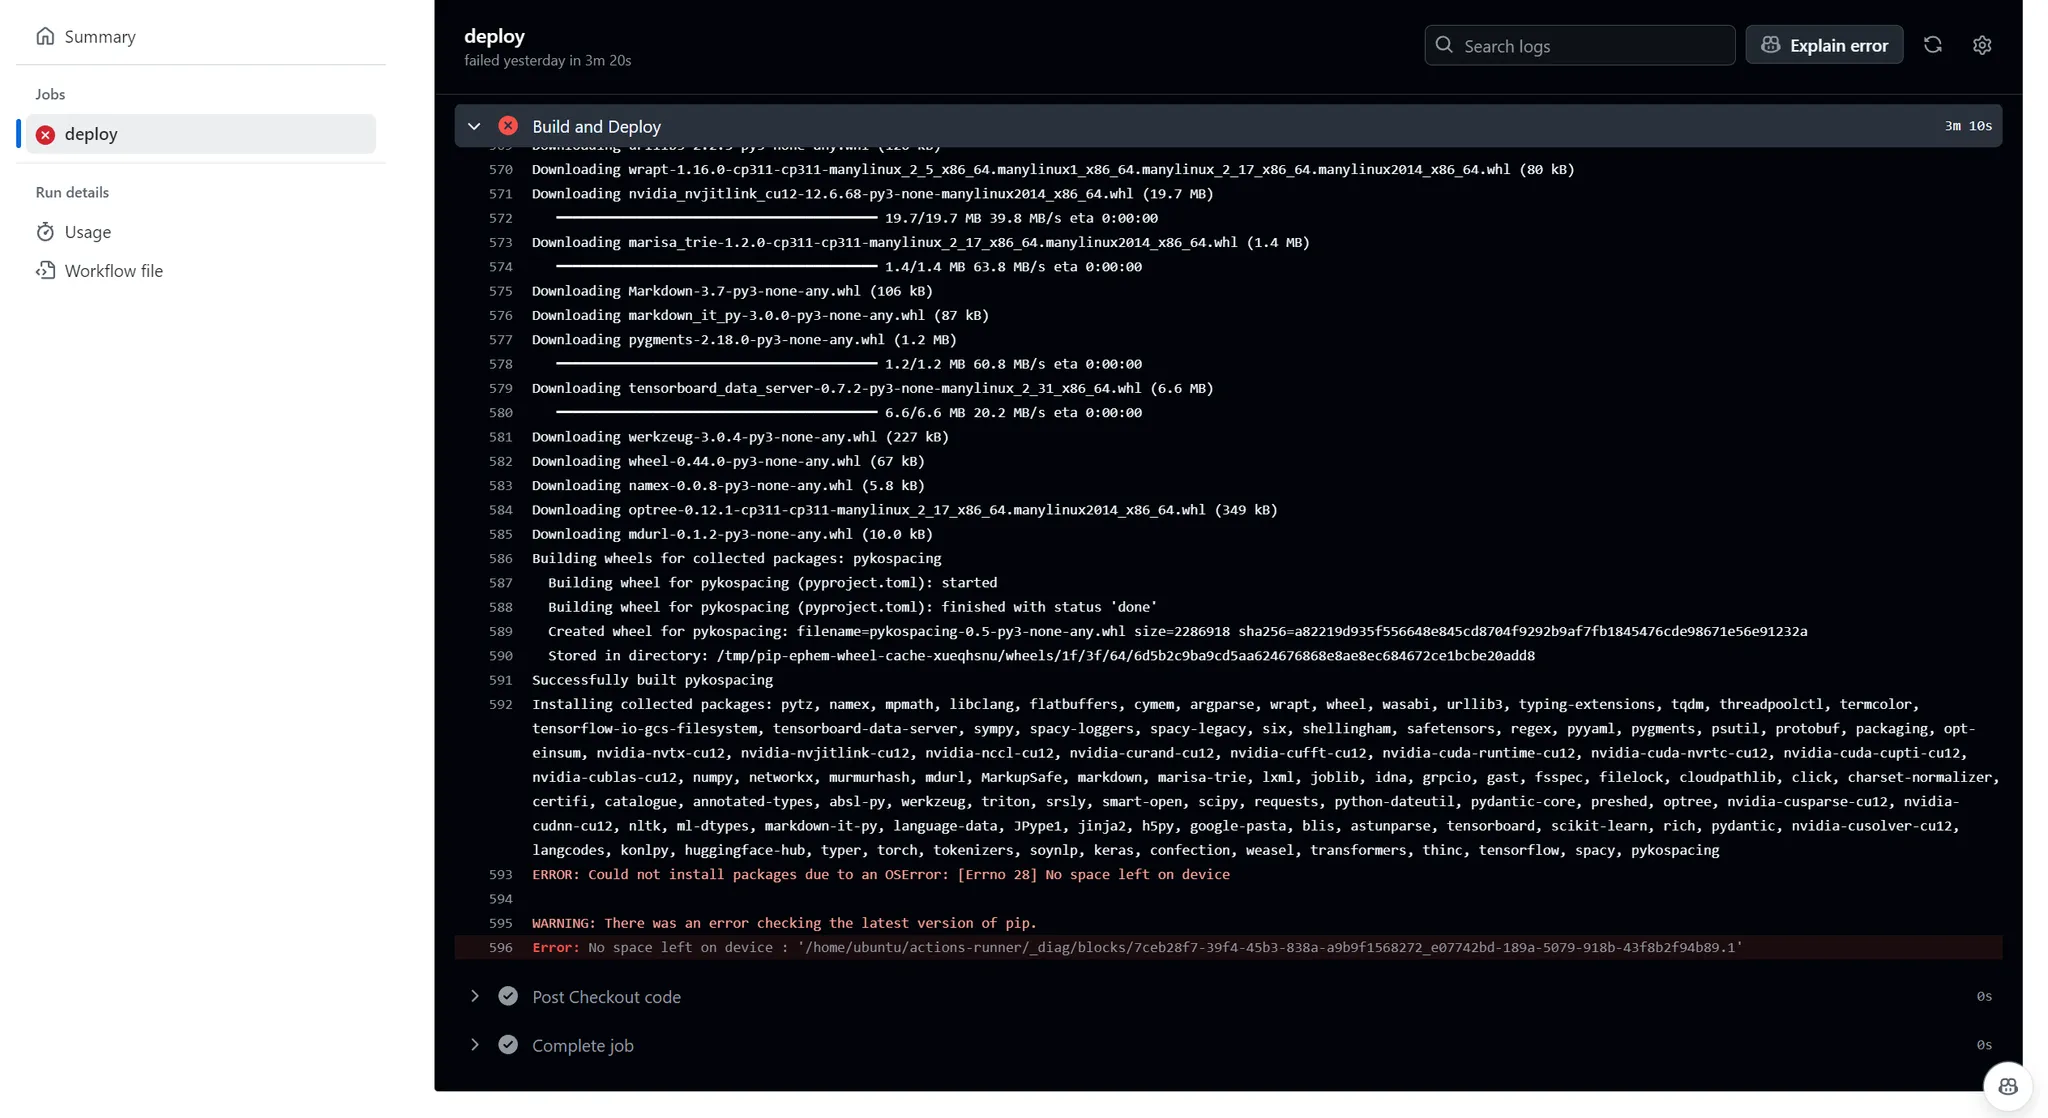 Summary
Jobs
deploy
Run details
Usage
Workflow file
deploy
failed yesterday in 3m 20s
Search logs
Explain error
Build and Deploy
3m 10s
570 Downloading wrapt-1.16.0-cp311-cp311-manylinux_2_5_x86_64.manylinux1_x86_64.manylinux_2_17_x86_64.manylinux2014_x86_64.whl (80 kB)
571 Downloading nvidia_nvjitlink_cu12-12.6.68-py3-none-manylinux2014_x86_64.whl (19.7 MB)
572 19.7/19.7 MB 39.8 MB/s eta 0:00:00
573 Downloading marisa_trie-1.2.0-cp311-cp311-manylinux_2_17_x86_64.manylinux2014_x86_64.whl (1.4 MB)
574 1.4/1.4 MB 63.8 MB/s eta 0:00:00
575 Downloading Markdown-3.7-py3-none-any.whl (106 kB)
576 Downloading markdown_it_py-3.0.0-py3-none-any.whl (87 kB)
577 Downloading pygments-2.18.0-py3-none-any.whl (1.2 MB)
578 1.2/1.2 MB 60.8 MB/s eta 0:00:00
579 Downloading tensorboard_data_server-0.7.2-py3-none-manylinux_2_31_x86_64.whl (6.6 MB)
580 6.6/6.6 MB 20.2 MB/s eta 0:00:00
581 Downloading werkzeug-3.0.4-py3-none-any.whl (227 kB)
582 Downloading wheel-0.44.0-py3-none-any.whl (67 kB)
583 Downloading namex-0.0.8-py3-none-any.whl (5.8 kB)
584 Downloading optree-0.12.1-cp311-cp311-manylinux_2_17_x86_64.manylinux2014_x86_64.whl (349 kB)
585 Downloading mdurl-0.1.2-py3-none-any.whl (10.0 kB)
586 Building wheels for collected packages: pykospacing
587 Building wheel for pykospacing (pyproject.toml): started
588 Building wheel for pykospacing (pyproject.toml): finished with status 'done'
589 Created wheel for pykospacing: filename=pykospacing-0.5-py3-none-any.whl size=2286918 sha256=a82219d935f556648e845cd8704f9292b9af7fb1845476cde98671e56e91232a
590 Stored in directory: /tmp/pip-ephem-wheel-cache-xueqhsnu/wheels/1f/3f/64/6d5b2c9ba9cd5aa624676868e8ae8ec684672ce1bcbe20add8
591 Successfully built pykospacing
592 Installing collected packages: pytz, namex, mpmath, libclang, flatbuffers, cymem, argparse, wrapt, wheel, wasabi, urllib3, typing-extensions, tqdm, threadpoolctl, termcolor,
tensorflow-io-gcs-filesystem, tensorboard-data-server, sympy, spacy-loggers, spacy-legacy, six, shellingham, safetensors, regex, pyyaml, pygments, psutil, protobuf, packaging, opt-
einsum, nvidia-nvtx-cu12, nvidia-nvjitlink-cu12, nvidia-nccl-cu12, nvidia-curand-cu12, nvidia-cufft-cu12, nvidia-cuda-runtime-cu12, nvidia-cuda-nvrtc-cu12, nvidia-cuda-cupti-cu12,
nvidia-cublas-cu12, numpy, networkx, murmurhash, mdurl, MarkupSafe, markdown, marisa-trie, lxml, joblib, idna, grpcio, gast, fsspec, filelock, cloudpathlib, click, charset-normalizer,
certifi, catalogue, annotated-types, absl-py, werkzeug, triton, srsly, smart-open, scipy, requests, python-dateutil, pydantic-core, preshed, optree, nvidia-cusparse-cu12, nvidia-
cudnn-cu12, nltk, ml-dtypes, markdown-it-py, language-data, JPype1, jinja2, h5py, google-pasta, blis, astunparse, tensorboard, scikit-learn, rich, pydantic, nvidia-cusolver-cu12,
langcodes, konlpy, huggingface-hub, typer, torch, tokenizers, soynlp, keras, confection, weasel, transformers, thinc, tensorflow, spacy, pykospacing
593 ERROR: Could not install packages due to an OSError: [Errno 28] No space left on device
594
595 WARNING: There was an error checking the latest version of pip.
596 Error: No space left on device : '/home/ubuntu/actions-runner/_diag/blocks/7ceb28f7-39f4-45b3-838a-a9b9f1568272_e07742bd-189a-5079-918b-43f8b2f94b89.1'
Post Checkout code
0s
Complete job
0s